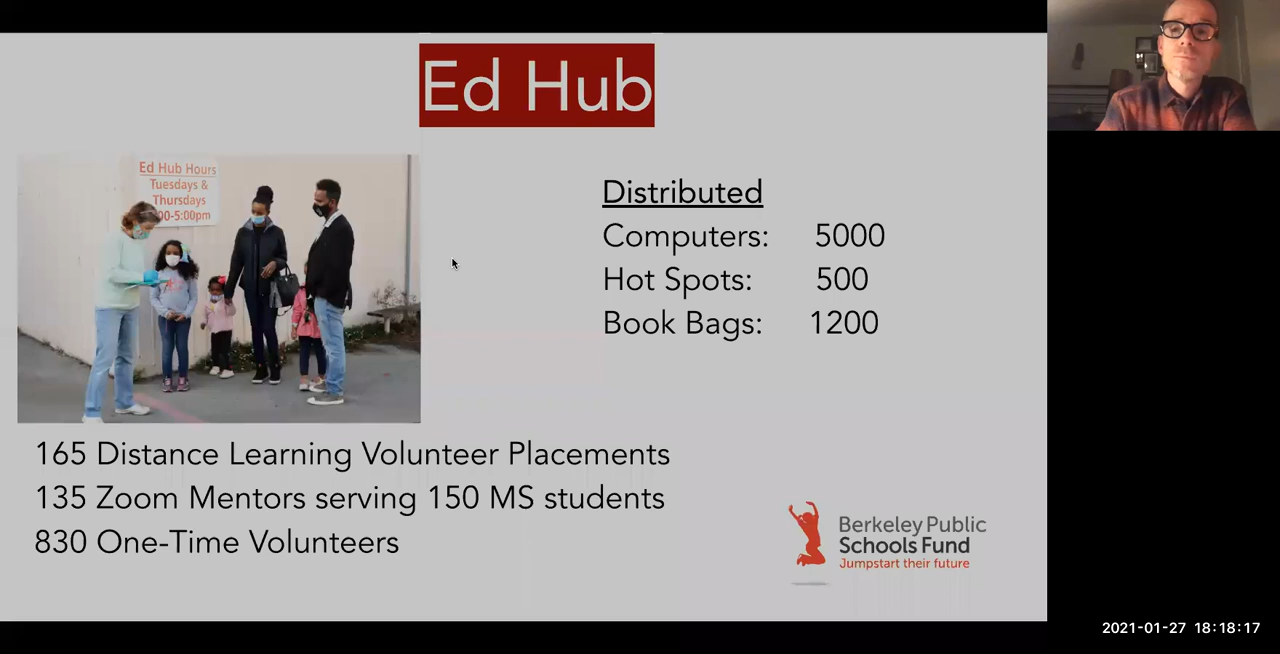 Ed Hub
Ed Hub Hours
Tuesdays &
Thursdays
00-5:00pm
Distributed
Computers: 5000
Hot Spots: 500
Book Bags: 1200
165 Distance Learning Volunteer Placements
135 Zoom Mentors serving 150 MS students
830 One-Time Volunteers
Berkeley Public
Schools Fund
Jumpstart their future
2021-01-27 18:18:17